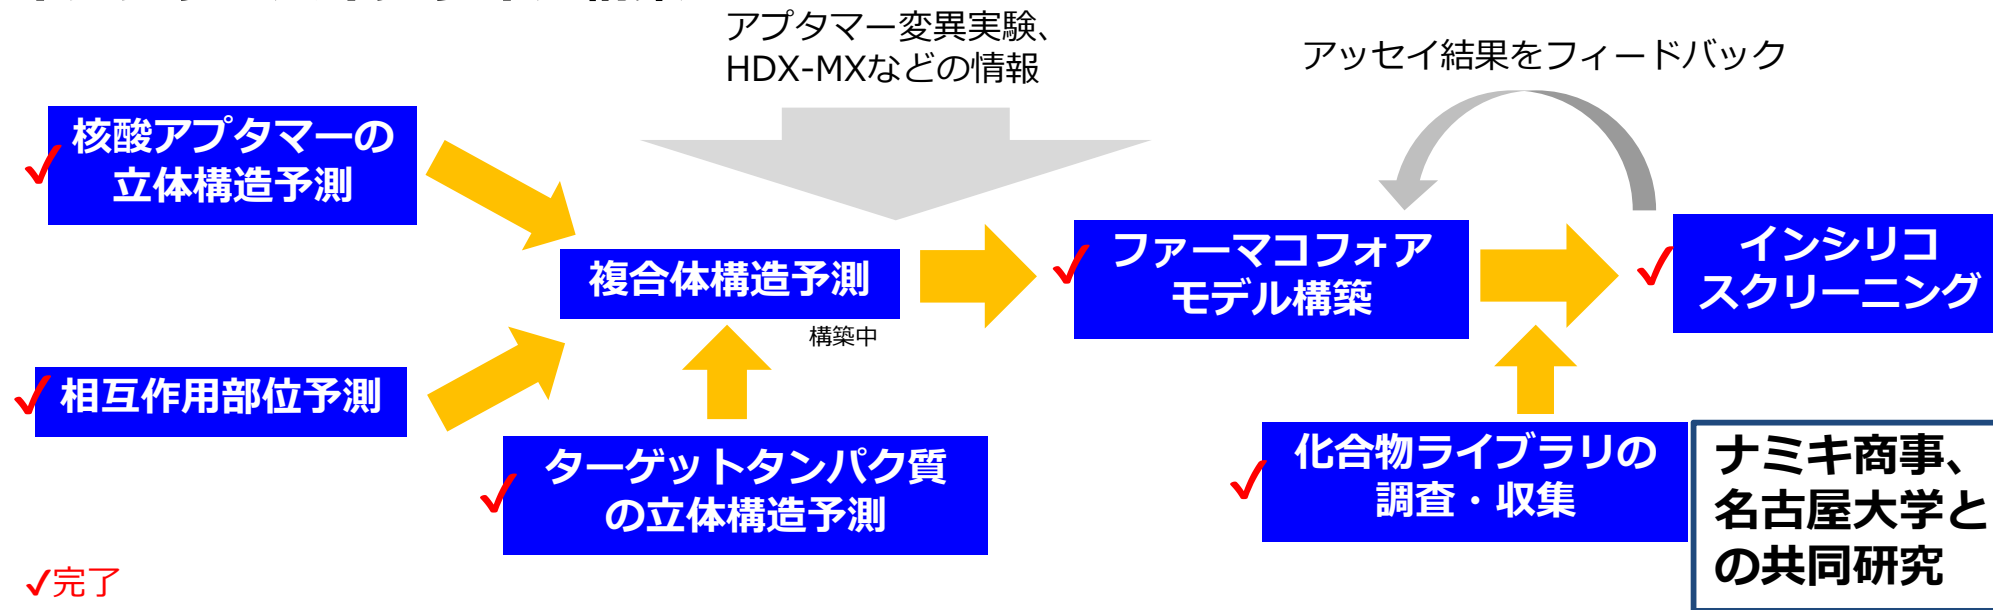 アプタマー変異実験、
HDX-MXなどの情報
アッセイ結果をフィードバック
✓ 核酸アプタマーの
立体構造予測
複合体構造予測
構築中
✓ ファーマコフォア
モデル構築
✓ インシリコ
スクリーニング
✓ 相互作用部位予測
✓ ターゲットタンパク質
の立体構造予測
✓ 化合物ライブラリの
調査・収集
ナミキ商事、
名古屋大学と
の共同研究
✓完了